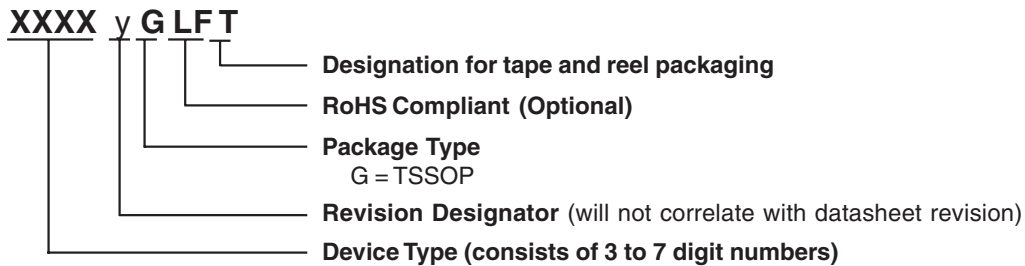 XXXX y G LF T
Designation for tape and reel packaging
RoHS Compliant (Optional)
Package Type
G = TSSOP
Revision Designator (will not correlate with datasheet revision)
Device Type (consists of 3 to 7 digit numbers)